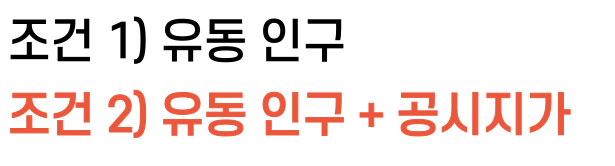 조건 1) 유동 인구
조건 2) 유동 인구 + 공시지가